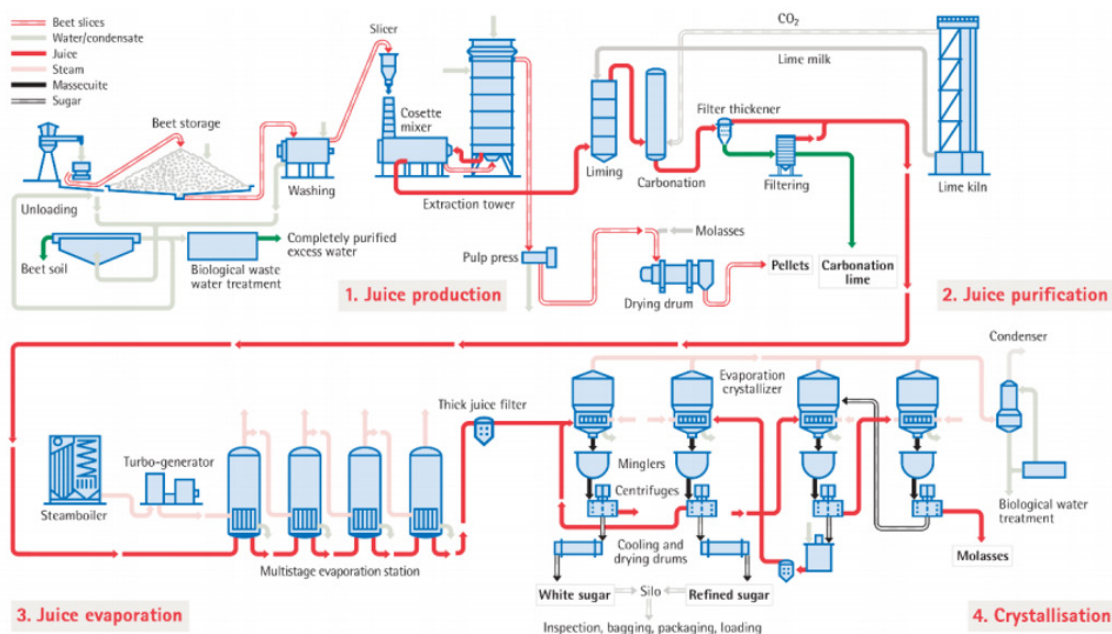 Beet slices
Water/condensate
Juice
Steam
Massecuite
Sugar
Slicer
CO2
Lime milk
Beet storage
Cosette
mixer
Filter thickener
Unloading
Washing
Extraction tower
Liming
Carbonation
Filtering
Lime kiln
Beet soil
Biological waste
water treatment
Completely purified
excess water
Pulp press
Molasses
Drying drum
Pellets
Carbonation
lime
1. Juice production
2. Juice purification
Condenser
Evaporation
crystallizer
Thick juice filter
Turbo-generator
Steamboiler
Minglers
Centrifuges
Biological water
treatment
Multistage evaporation station
Cooling and
drying drums
Molasses
White sugar
Silo
Refined sugar
3. Juice evaporation
4. Crystallisation
Inspection, bagging, packaging, loading